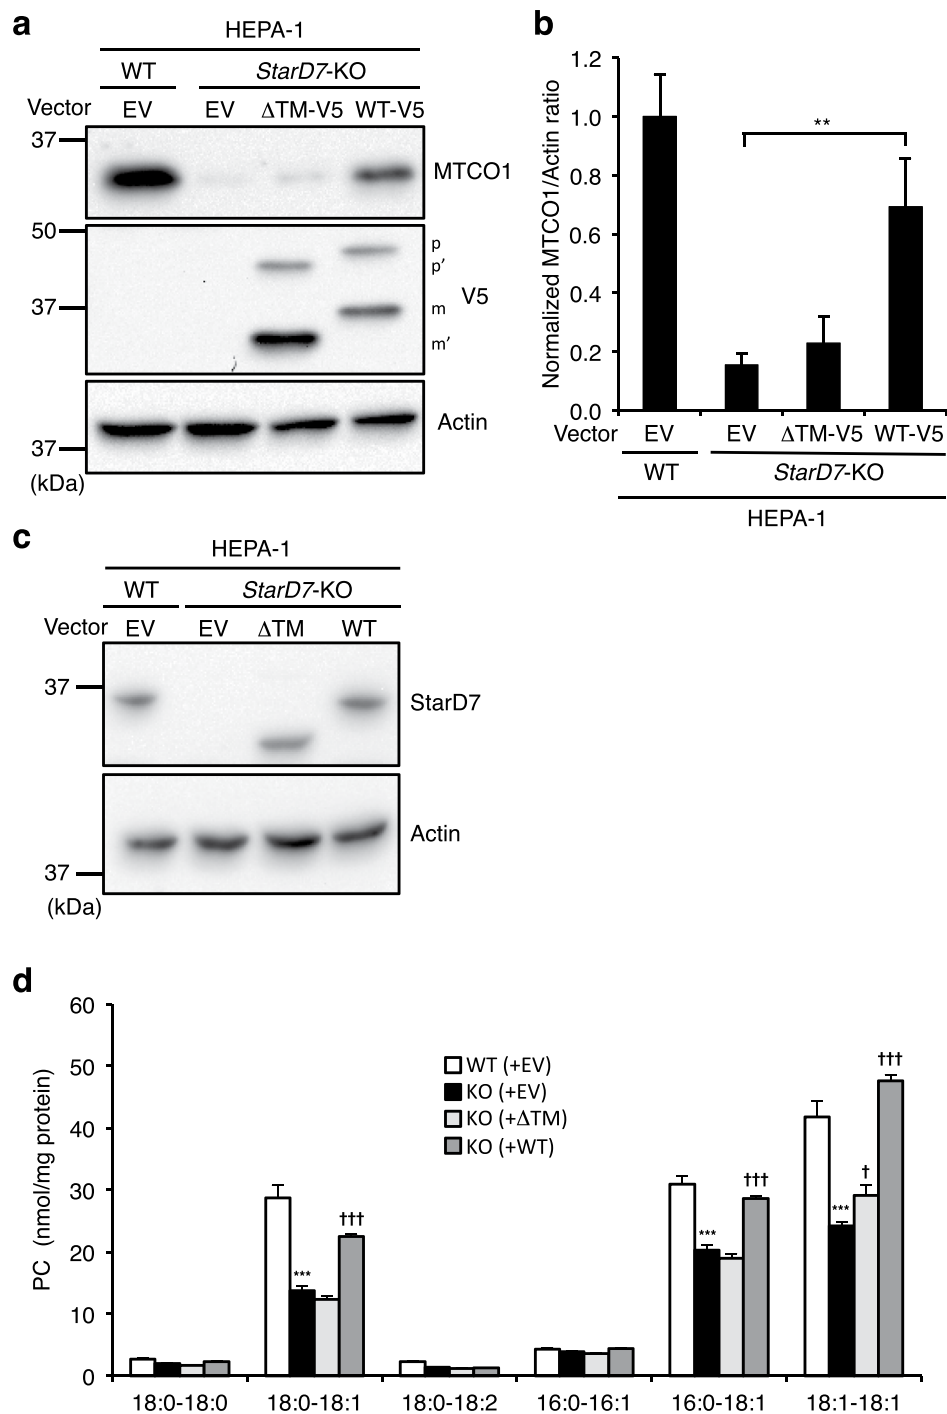 a
HEPA-1
WT StarD7-KO
Vector EV EV ΔTM-V5 WT-V5
37
MTCO1
50
p
p′
V5
37
m
m′
Actin
37
(kDa)
b
Normalized MTCO1/Actin ratio
1.2
1.0
0.8
0.6
0.4
0.2
0.0
**
Vector EV EV ΔTM-V5 WT-V5
WT StarD7-KO
HEPA-1
c
HEPA-1
WT StarD7-KO
Vector EV EV ΔTM WT
37
StarD7
Actin
37
(kDa)
d
PC (nmol/mg protein)
60
50
40
30
20
10
0
WT (+EV)
KO (+EV)
KO (+ΔTM)
KO (+WT)
*** †††
*** †††
*** † †††
18:0-18:0 18:0-18:1 18:0-18:2 16:0-16:1 16:0-18:1 18:1-18:1